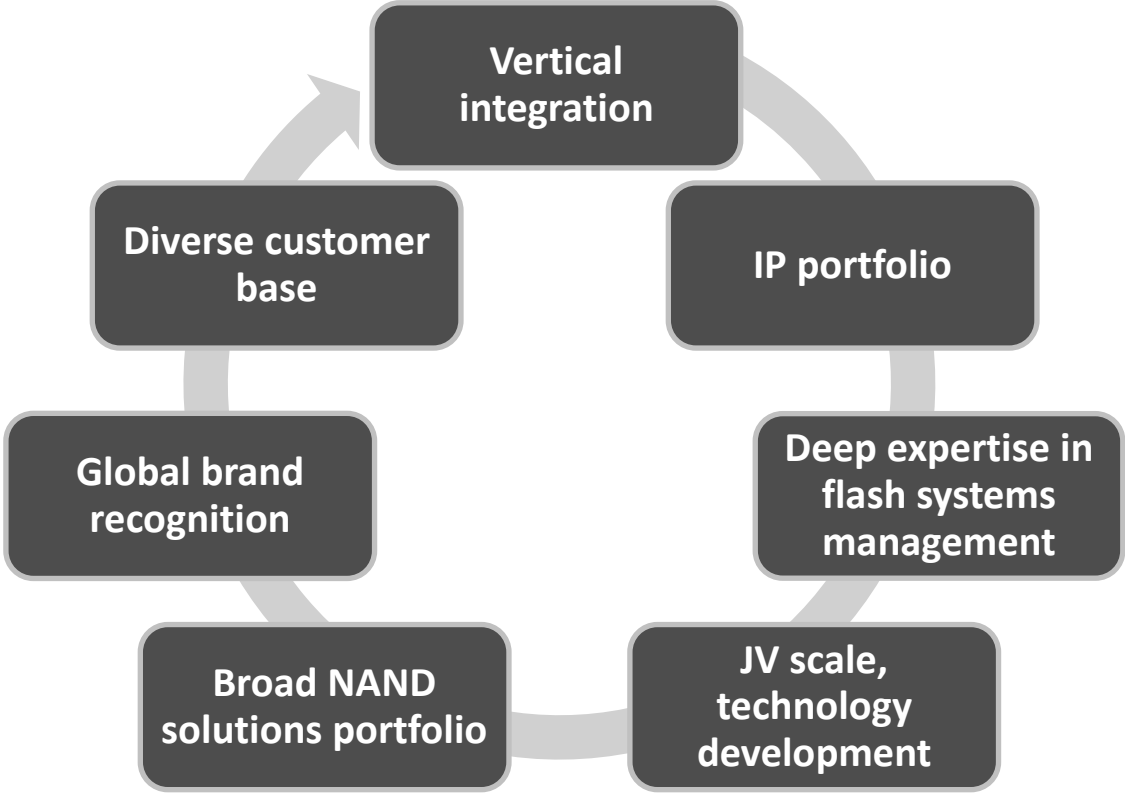 Vertical
integration
IP portfolio
Deep expertise in
flash systems
management
JV scale,
technology
development
Broad NAND
solutions portfolio
Global brand
recognition
Diverse customer
base